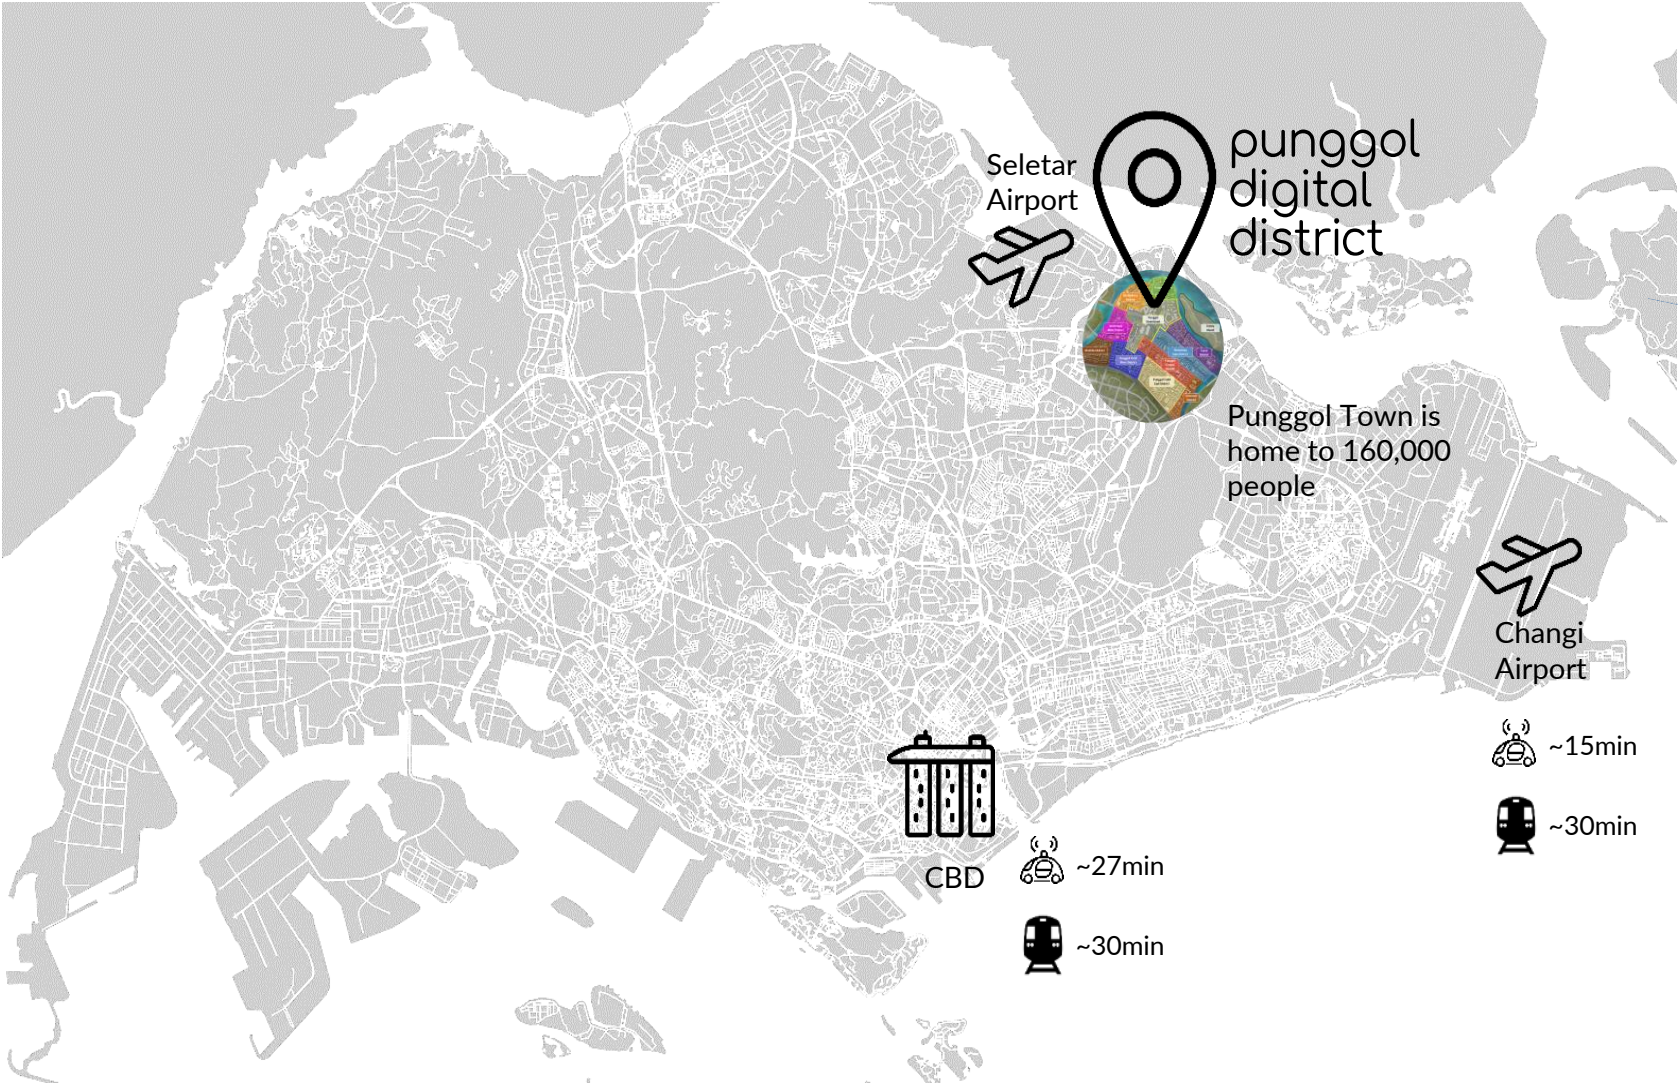 Seletar
Airport
punggol
digital
district
Punggol Town is
home to 160,000
people
Changi
Airport
~15min
~30min
CBD
~27min
~30min